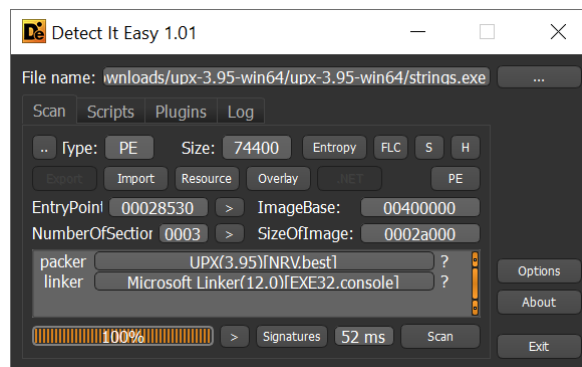 Detect It Easy 1.01
File name: wnloads/upx-3.95-win64/upx-3.95-win64/strings.exe ...
Scan Scripts Plugins Log
.. Type: PE Size: 74400 Entropy FLC S H
Export Import Resource Overlay .NET PE
EntryPoint 00028530 > ImageBase: 00400000
NumberOfSection 0003 > SizeOfImage: 0002a000
packer UPX(3.95)[NRV.best] ?
linker Microsoft Linker(12.0)[EXE32.console] ?
Options
About
100% > Signatures 52 ms Scan
Exit